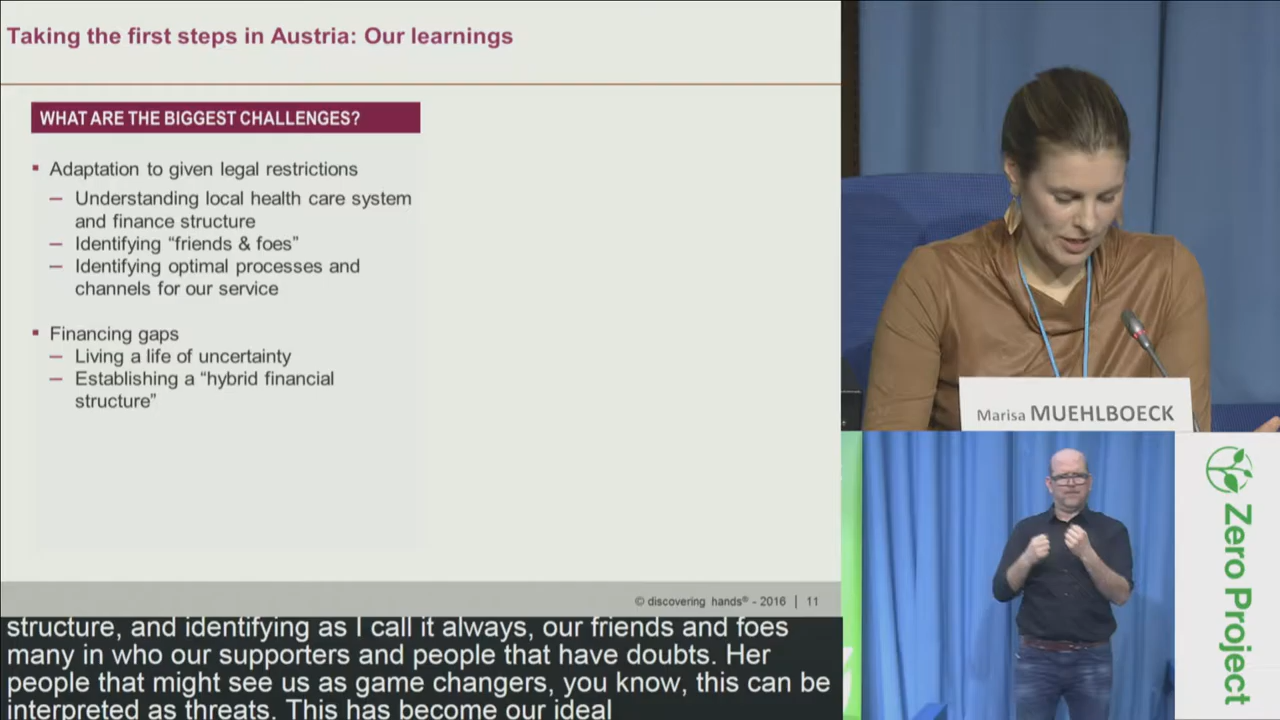 Taking the first steps in Austria: Our learnings
WHAT ARE THE BIGGEST CHALLENGES?
▪ Adaptation to given legal restrictions
– Understanding local health care system
and finance structure
– Identifying “friends & foes”
– Identifying optimal processes and
channels for our service
▪ Financing gaps
– Living a life of uncertainty
– Establishing a “hybrid financial
structure”
© discovering hands® - 2016 | 11
structure, and identifying as I call it always, our friends and foes
many in who our supporters and people that have doubts. Her
people that might see us as game changers, you know, this can be
interpreted as threats. This has become our ideal
Marisa MUEHLBOECK
Zero Project